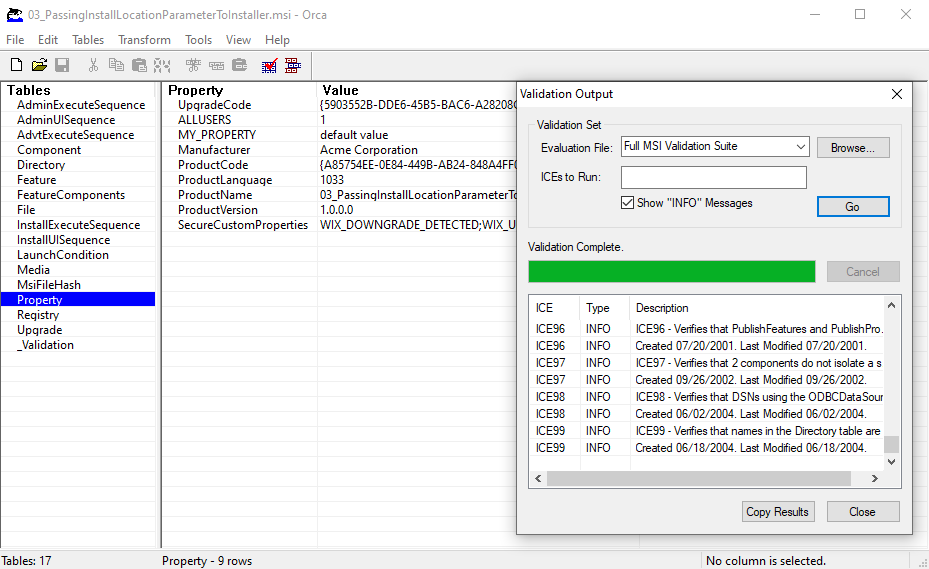 03_PassingInstallLocationParameterToInstaller.msi - Orca
File Edit Tables Transform Tools View Help
Tables
AdminExecuteSequence
AdminUISequence
AdvtExecuteSequence
Component
Directory
Feature
FeatureComponents
File
InstallExecuteSequence
InstallUISequence
LaunchCondition
Media
MsiFileHash
Property
Registry
Upgrade
_Validation
Property Value
UpgradeCode {5903552B-DDE6-45B5-BAC6-A28208
ALLUSERS 1
MY_PROPERTY default value
Manufacturer Acme Corporation
ProductCode {A85754EE-0E84-449B-AB24-848A4FF
ProductLanguage 1033
ProductName 03_PassingInstallLocationParameterTo
ProductVersion 1.0.0.0
SecureCustomProperties WIX_DOWNGRADE_DETECTED;WIX_U
Validation Output
Validation Set
Evaluation File: Full MSI Validation Suite Browse...
ICEs to Run:
Show "INFO" Messages Go
Validation Complete.
Cancel
ICE Type Description
ICE96 INFO ICE96 - Verifies that PublishFeatures and PublishPro.
ICE96 INFO Created 07/20/2001. Last Modified 07/20/2001.
ICE97 INFO ICE97 - Verifies that 2 components do not isolate a s
ICE97 INFO Created 09/26/2002. Last Modified 09/26/2002.
ICE98 INFO ICE98 - Verifies that DSNs using the ODBCDataSour
ICE98 INFO Created 06/02/2004. Last Modified 06/02/2004.
ICE99 INFO ICE99 - Verifies that names in the Directory table are
ICE99 INFO Created 06/18/2004. Last Modified 06/18/2004.
Copy Results Close
Tables: 17 Property - 9 rows No column is selected.